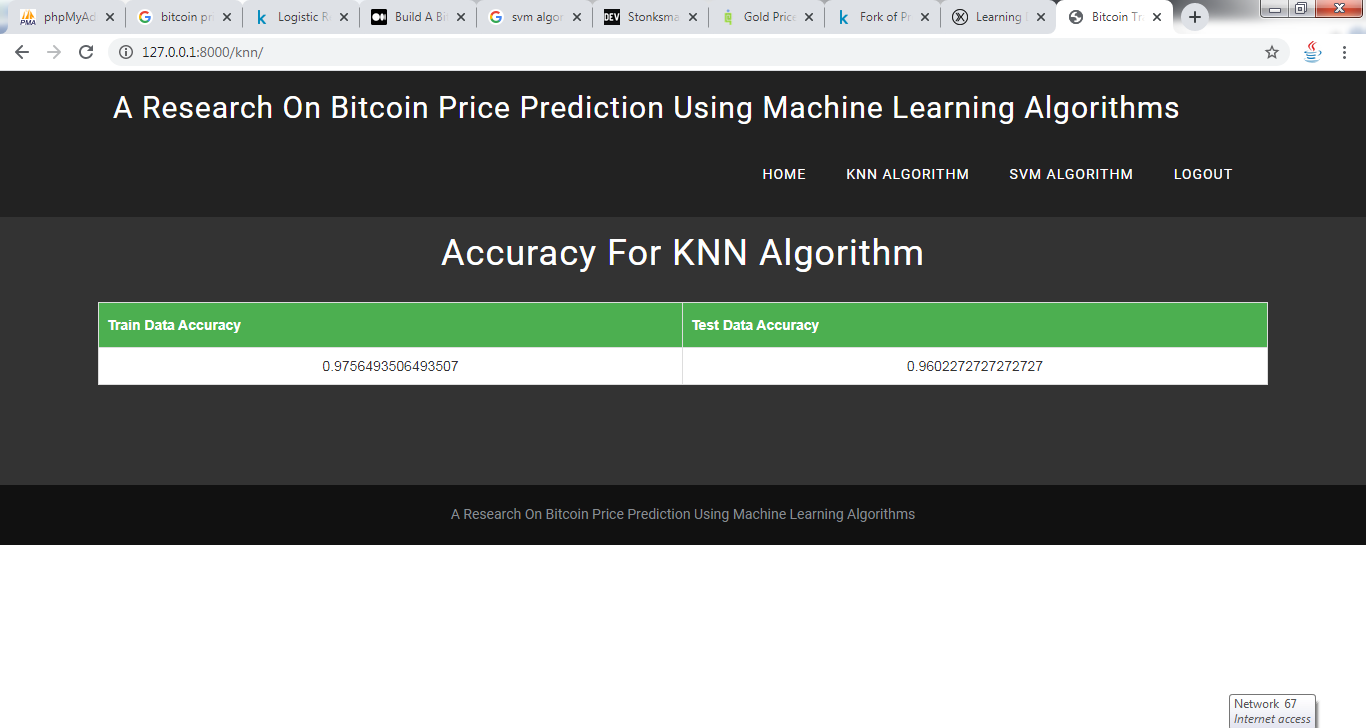 phpMyAd
bitcoin pr
Logistic R
Build A Bi
svm algor
DEV
Stonksma
Gold Price
Fork of Pr
Learning
Bitcoin Tr
127.0.0.1:8000/knn/
A Research On Bitcoin Price Prediction Using Machine Learning Algorithms
HOME
KNN ALGORITHM
SVM ALGORITHM
LOGOUT
Accuracy For KNN Algorithm
Train Data Accuracy
Test Data Accuracy
0.9756493506493507
0.9602272727272727
A Research On Bitcoin Price Prediction Using Machine Learning Algorithms
Network 67
Internet access